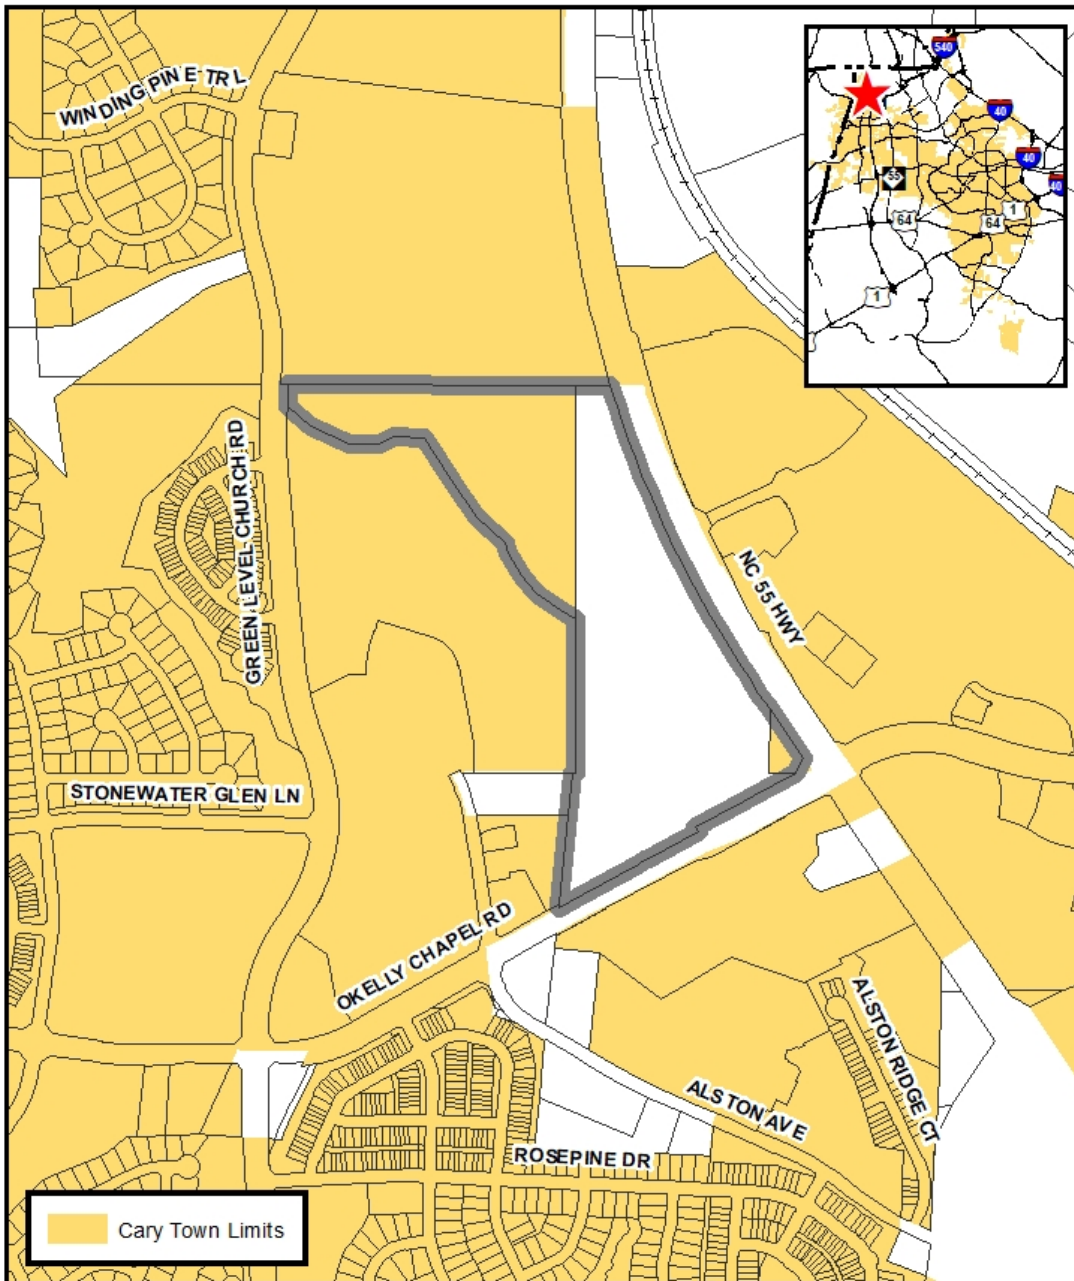 WINDING PINE TRL
540
40
40
40
55
64
1
64
1
GREEN LEVEL CHURCH RD
NC 55 HWY
STONEWATER GLEN LN
OKELLY CHAPEL RD
ALSTON RIDGE CT
ALSTON AVE
ROSEPINE DR
Cary Town Limits